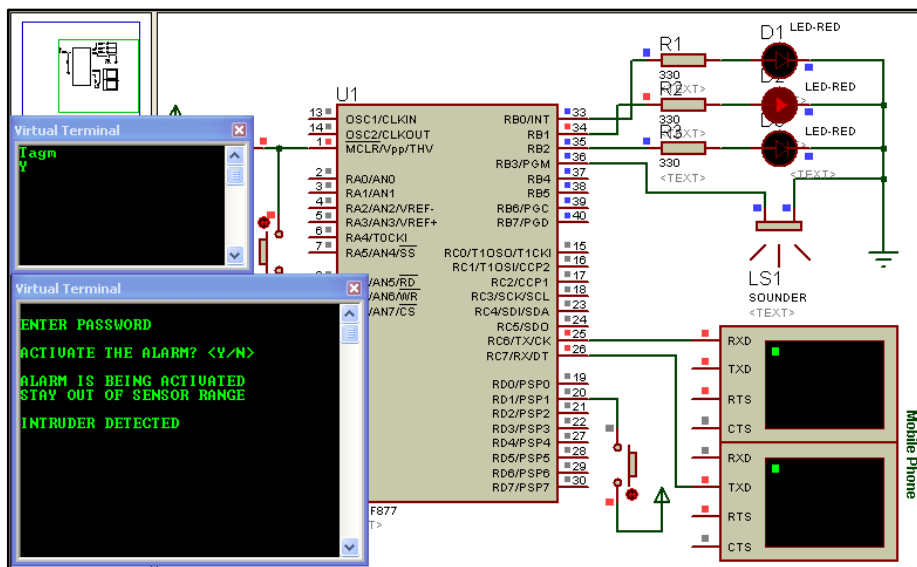 Virtual Terminal
Tagm
Y
Virtual Terminal
ENTER PASSWORD
ACTIVATE THE ALARM? <Y/N>
ALARM IS BEING ACTIVATED
STAY OUT OF SENSOR RANGE
INTRUDER DETECTED
U1
13 OSC1/CLKIN
14 OSC2/CLKOUT
1 MCLR/Vpp/THV
2 RA0/AN0
3 RA1/AN1
4 RA2/AN2/VREF-
5 RA3/AN3/VREF+
6 RA4/T0CKI
7 RA5/AN4/SS
/AN5/RD
/AN6/WR
/AN7/CS
RB0/INT 33
RB1 34
RB2 35
RB3/PGM 36
RB4 37
RB5 38
RB6/PGC 39
RB7/PGD 40
RC0/T1OSO/T1CKI 15
RC1/T1OSI/CCP2 16
RC2/CCP1 17
RC3/SCK/SCL 18
RC4/SDI/SDA 23
RC5/SDO 24
RC6/TX/CK 25
RC7/RX/DT 26
RD0/PSP0 19
RD1/PSP1 20
RD2/PSP2 21
RD3/PSP3 22
RD4/PSP4 27
RD5/PSP5 28
RD6/PSP6 29
RD7/PSP7 30
F877
R1
330
<TEXT>
R2
330
<TEXT>
R3
330
<TEXT>
D1 LED-RED
D2 LED-RED
LED-RED
<TEXT>
LS1
SOUNDER
<TEXT>
RXD
TXD
RTS
CTS
RXD
TXD
RTS
CTS
Mobile Phone